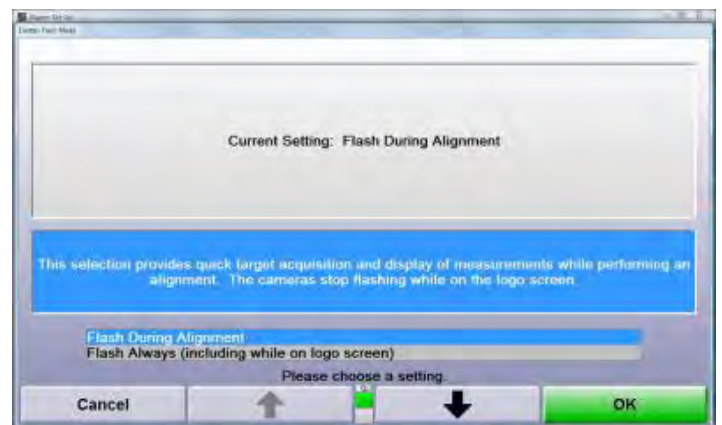 Current Setting: Flash During Alignment
This selection provides quick target acquisition and display of measurements while performing an
alignment. The cameras stop flashing while on the logo screen.
Flash During Alignment
Flash Always (including while on logo screen)
Please choose a setting.
Cancel
OK